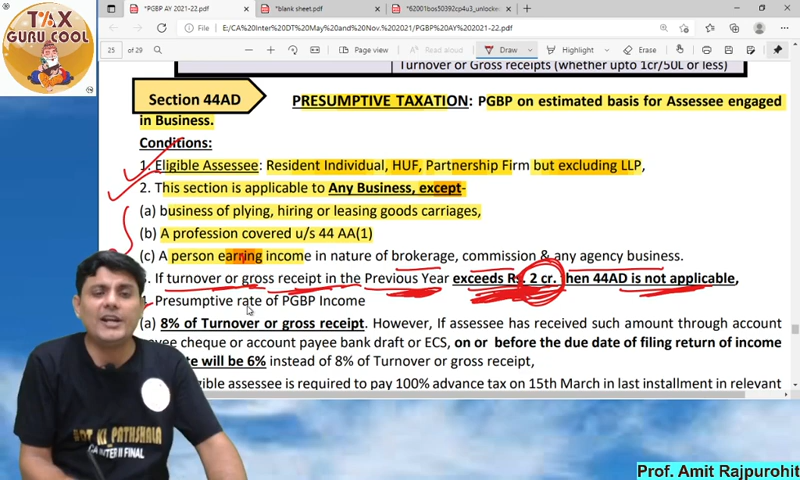 TAX
GURU COOL
*PGBP AY 2021-22.pdf
*blank sheet.pdf
*62001bos50392cp4u3_unlocke
E:/CA%20Inter%20DT%20May%20and%20Nov.%202021/PGBP%20AY%202021-22.pdf
25 of 29
Page view
Read aloud
Draw
Highlight
Erase
Turnover or Gross receipts (whether upto 1cr/50L or less)
Section 44AD
PRESUMPTIVE TAXATION: PGBP on estimated basis for Assessee engaged
in Business.
Conditions:
1. Eligible Assessee: Resident Individual, HUF, Partnership Firm but excluding LLP,
2. This section is applicable to Any Business, except-
(a) business of plying, hiring or leasing goods carriages,
(b) A profession covered u/s 44 AA(1)
(c) A person earring income in nature of brokerage, commission & any agency business.
If turnover or gross receipt in the Previous Year exceeds Rs. 2 cr. then 44AD is not applicable,
Presumptive rate of PGBP Income
(a) 8% of Turnover or gross receipt. However, If assessee has received such amount through account
cheque or account payee bank draft or ECS, on or before the due date of filing return of income
will be 6% instead of 8% of Turnover or gross receipt,
assessee is required to pay 100% advance tax on 15th March in last installment in relevant
GDT KI PATHSHALA
CA INTER II FINAL
Prof. Amit Rajpurohit